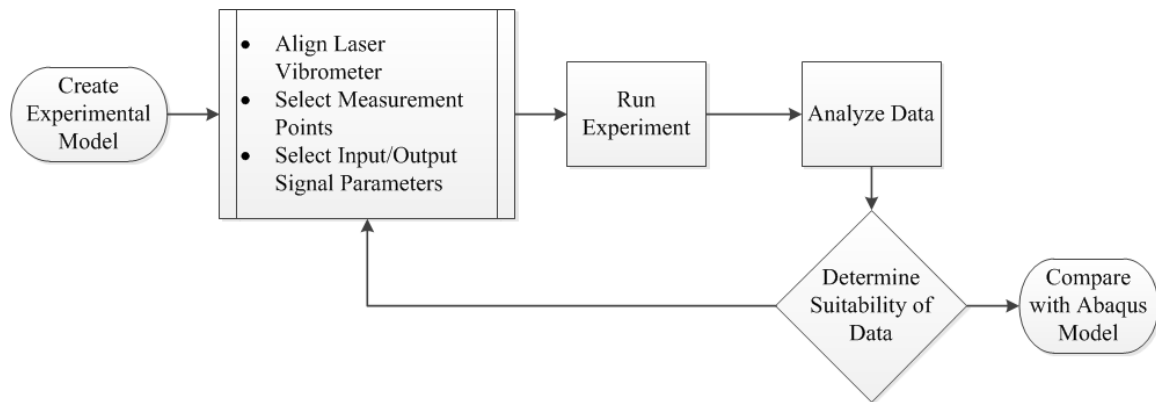 Create
Experimental
Model
• Align Laser
Vibrometer
• Select Measurement
Points
• Select Input/Output
Signal Parameters
Run
Experiment
Analyze Data
Determine
Suitability of
Data
Compare
with Abaqus
Model